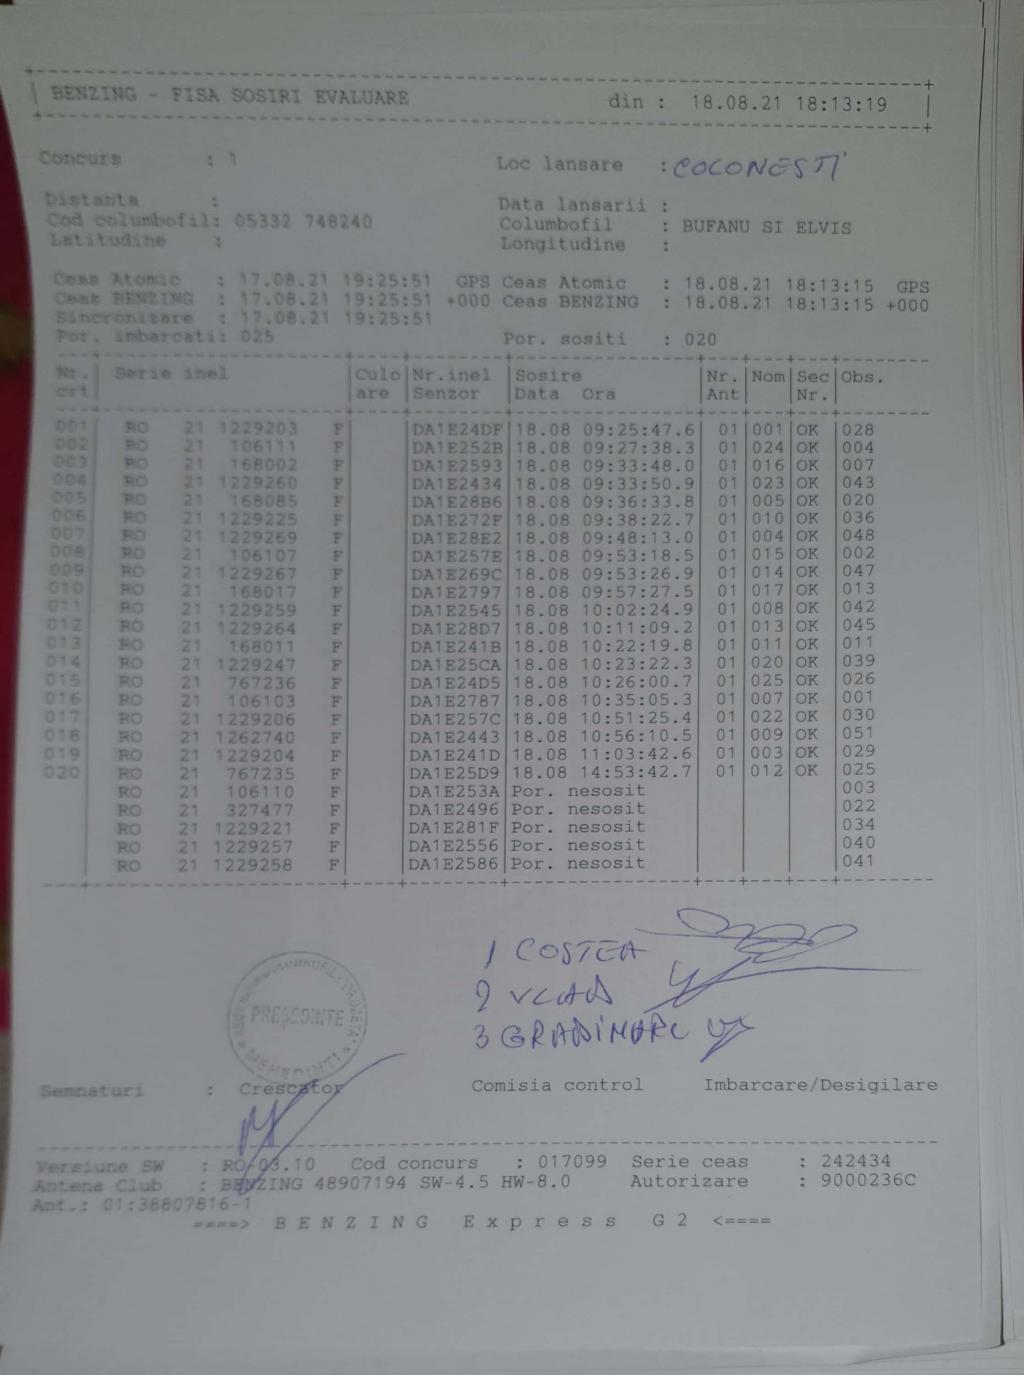 BENZING - FISA SOSIRI EVALUARE din : 18.08.21 18:13:19
Concurs : 1 Loc lansare : COCONESTI
Distanta : Data lansarii :
Cod columbofil: 05332 748240 Columbofil : BUFANU SI ELVIS
Latitudine : Longitudine :
Ceas Atomic : 17.08.21 19:25:51 GPS Ceas Atomic : 18.08.21 18:13:15 GPS
Ceas BENZING : 17.08.21 19:25:51 +000 Ceas BENZING : 18.08.21 18:13:15 +000
Sincronizare : 17.08.21 19:25:51
Por. imbarcati: 025 Por. sositi : 020
Nr. Serie inel Culo Nr.inel Sosire Nr. Nom Sec Obs.
crt are Senzor Data Ora Ant Nr.
001 RO 21 1229203 F DA1E24DF 18.08 09:25:47.6 01 001 OK 028
002 RO 21 106111 F DA1E252B 18.08 09:27:38.3 01 024 OK 004
003 RO 21 168002 F DA1E2593 18.08 09:33:48.0 01 016 OK 007
004 RO 21 1229260 F DA1E2434 18.08 09:33:50.9 01 023 OK 043
005 RO 21 168085 F DA1E28B6 18.08 09:36:33.8 01 005 OK 020
006 RO 21 1229225 F DA1E272F 18.08 09:38:22.7 01 010 OK 036
007 RO 21 1229269 F DA1E28E2 18.08 09:48:13.0 01 004 OK 048
008 RO 21 106107 F DA1E257E 18.08 09:53:18.5 01 015 OK 002
009 RO 21 1229267 F DA1E269C 18.08 09:53:26.9 01 014 OK 047
010 RO 21 168017 F DA1E2797 18.08 09:57:27.5 01 017 OK 013
011 RO 21 1229259 F DA1E2545 18.08 10:02:24.9 01 008 OK 042
012 RO 21 1229264 F DA1E28D7 18.08 10:11:09.2 01 013 OK 045
013 RO 21 168011 F DA1E241B 18.08 10:22:19.8 01 011 OK 011
014 RO 21 1229247 F DA1E25CA 18.08 10:23:22.3 01 020 OK 039
015 RO 21 767236 F DA1E24D5 18.08 10:26:00.7 01 025 OK 026
016 RO 21 106103 F DA1E2787 18.08 10:35:05.3 01 007 OK 001
017 RO 21 1229206 F DA1E257C 18.08 10:51:25.4 01 022 OK 030
018 RO 21 1262740 F DA1E2443 18.08 10:56:10.5 01 009 OK 051
019 RO 21 1229204 F DA1E241D 18.08 11:03:42.6 01 003 OK 029
020 RO 21 767235 F DA1E25D9 18.08 14:53:42.7 01 012 OK 025
RO 21 106110 F DA1E253A Por. nesosit 003
RO 21 327477 F DA1E2496 Por. nesosit 022
RO 21 1229221 F DA1E281F Por. nesosit 034
RO 21 1229257 F DA1E2556 Por. nesosit 040
RO 21 1229258 F DA1E2586 Por. nesosit 041
1 COSTEA
2 VLAD
3 GRADINARU
PREŞEDINTE
MEHEDINTI
Semnaturi : Crescator Comisia control Imbarcare/Desigilare
Versiune SW : RO-03.10 Cod concurs : 017099 Serie ceas : 242434
Antena Club : BENZING 48907194 SW-4.5 HW-8.0 Autorizare : 9000236C
Ant.: 01:38807816-1
====> B E N Z I N G E x p r e s s G 2 <====